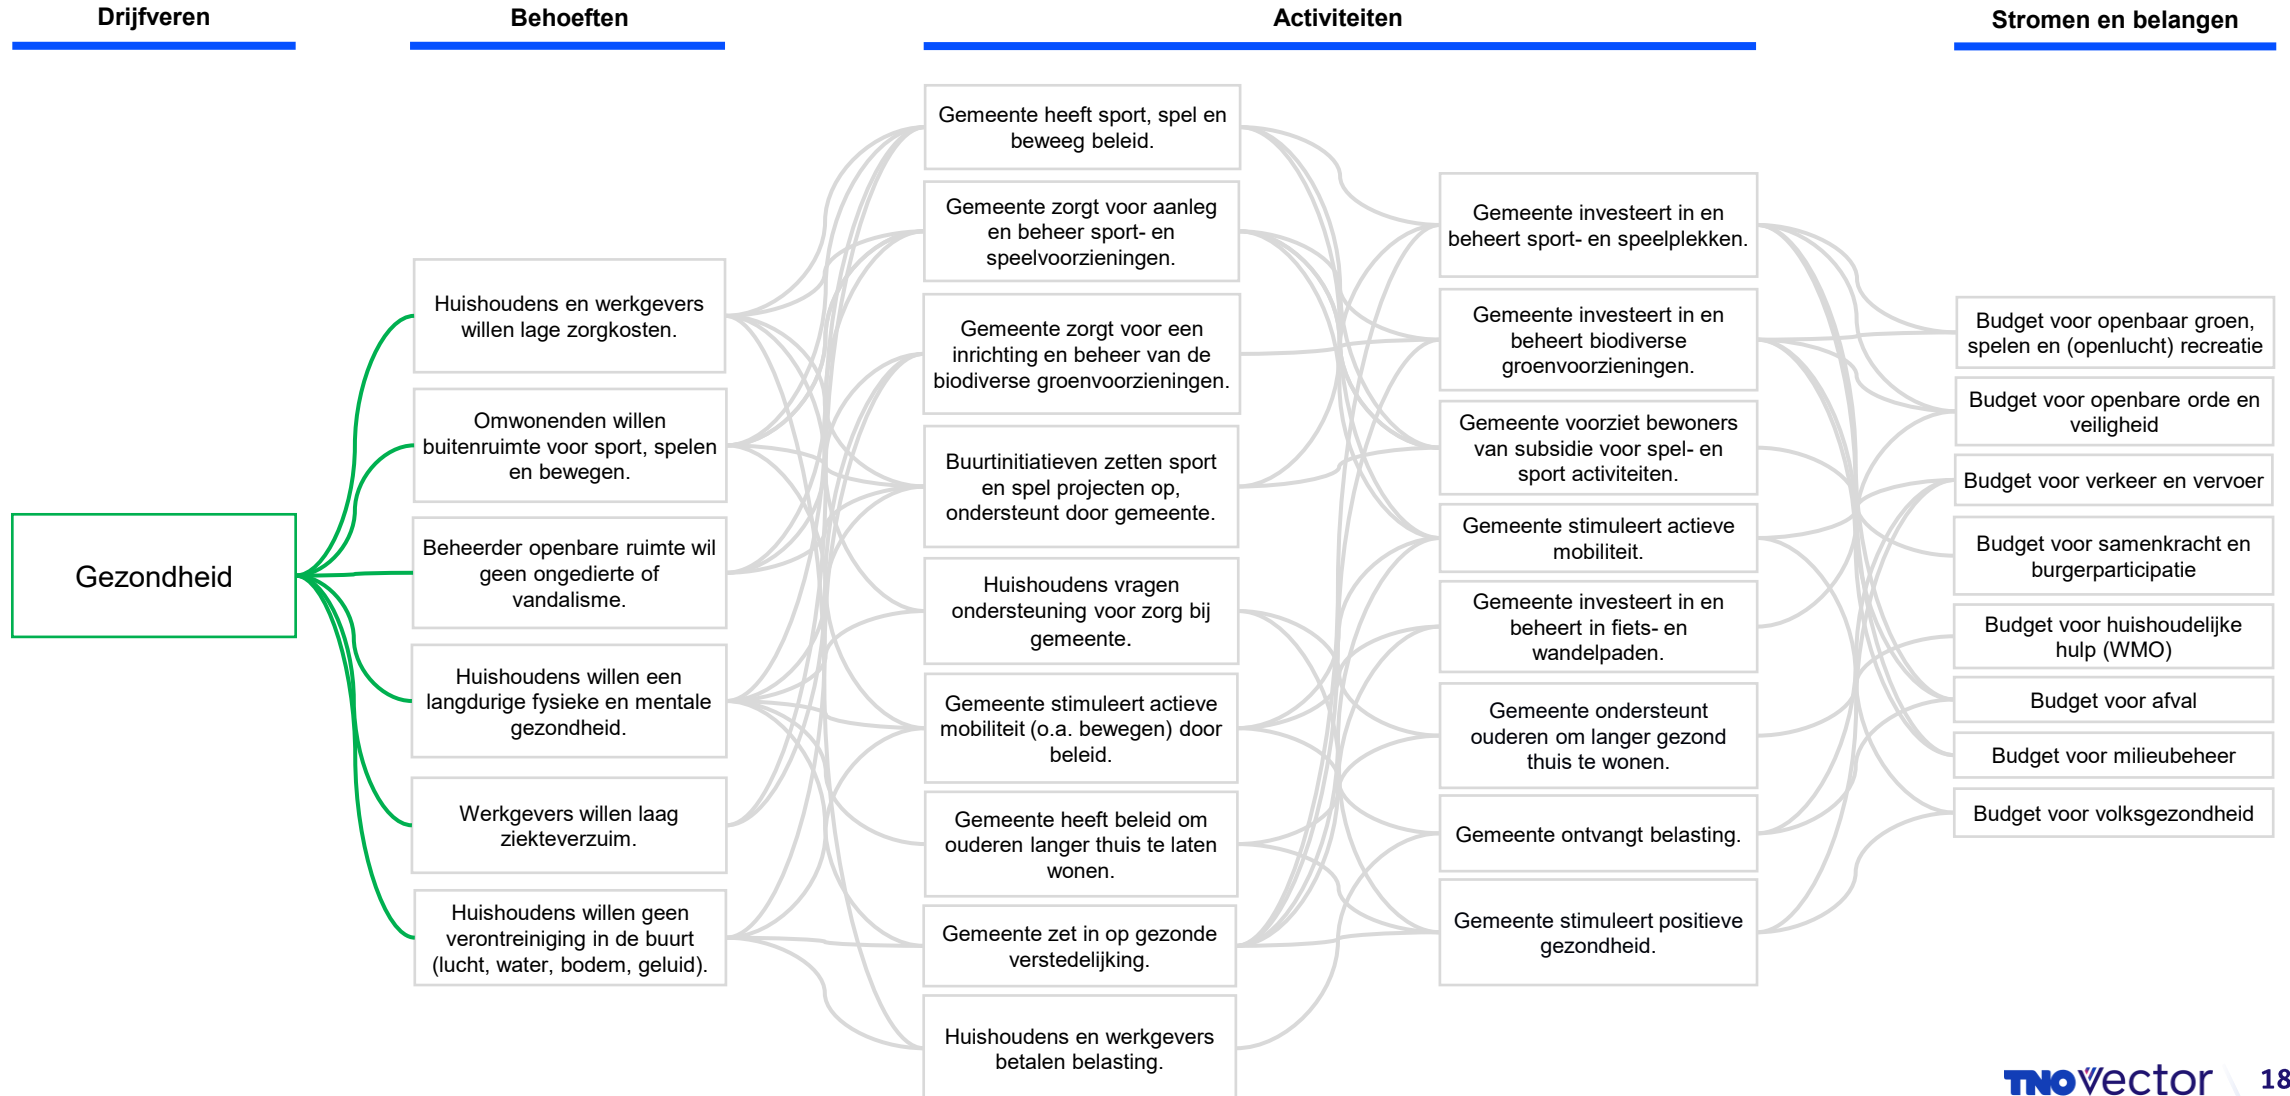 Drijfveren
Behoeften
Activiteiten
Stromen en belangen
Gezondheid
Huishoudens en werkgevers
willen lage zorgkosten.
Omwonenden willen
buitenruimte voor sport, spelen
en bewegen.
Beheerder openbare ruimte wil
geen ongedierte of
vandalisme.
Huishoudens willen een
langdurige fysieke en mentale
gezondheid.
Werkgevers willen laag
ziekteverzuim.
Huishoudens willen geen
verontreiniging in de buurt
(lucht, water, bodem, geluid).
Gemeente heeft sport, spel en
beweeg beleid.
Gemeente zorgt voor aanleg
en beheer sport- en
speelvoorzieningen.
Gemeente zorgt voor een
inrichting en beheer van de
biodiverse groenvoorzieningen.
Buurtinitiatieven zetten sport
en spel projecten op,
ondersteunt door gemeente.
Huishoudens vragen
ondersteuning voor zorg bij
gemeente.
Gemeente stimuleert actieve
mobiliteit (o.a. bewegen) door
beleid.
Gemeente heeft beleid om
ouderen langer thuis te laten
wonen.
Gemeente zet in op gezonde
verstedelijking.
Huishoudens en werkgevers
betalen belasting.
Gemeente investeert in en
beheert sport- en speelplekken.
Gemeente investeert in en
beheert biodiverse
groenvoorzieningen.
Gemeente voorziet bewoners
van subsidie voor spel- en
sport activiteiten.
Gemeente stimuleert actieve
mobiliteit.
Gemeente investeert in en
beheert in fiets- en
wandelpaden.
Gemeente ondersteunt
ouderen om langer gezond
thuis te wonen.
Gemeente ontvangt belasting.
Gemeente stimuleert positieve
gezondheid.
Budget voor openbaar groen,
spelen en (openlucht) recreatie
Budget voor openbare orde en
veiligheid
Budget voor verkeer en vervoer
Budget voor samenkracht en
burgerparticipatie
Budget voor huishoudelijke
hulp (WMO)
Budget voor afval
Budget voor milieubeheer
Budget voor volksgezondheid
TNO Vector 18